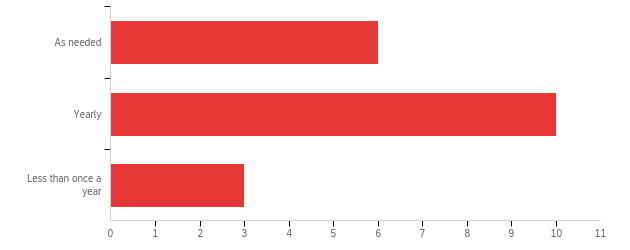 As needed
Yearly
Less than once a
year
0 1 2 3 4 5 6 7 8 9 10 11